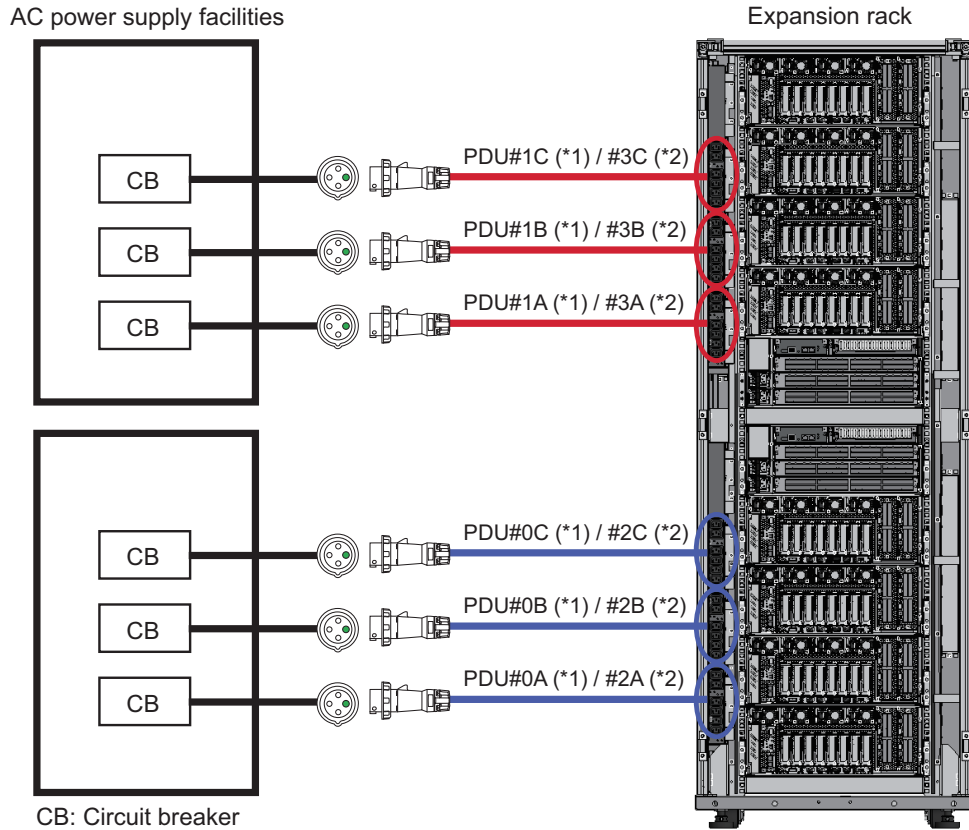 AC power supply facilities
Expansion rack
PDU#1C (*1) / #3C (*2)
CB
PDU#1B (*1) / #3B (*2)
CB
PDU#1A (*1) / #3A (*2)
CB
PDU#0C (*1) / #2C (*2)
CB
PDU#0B (*1) / #2B (*2)
CB
PDU#0A (*1) / #2A (*2)
CB
CB: Circuit breaker